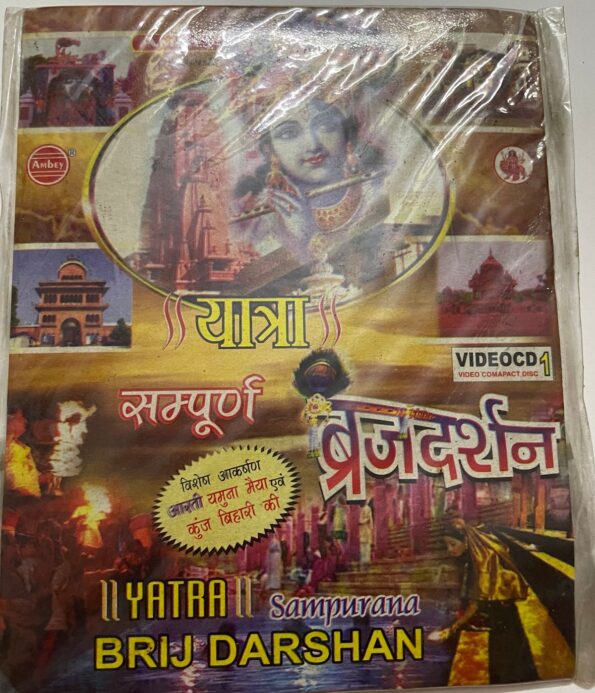 Ambey ®
॥ यात्रा ॥
VIDEOCD 1
VIDEO COMAPACT DISC
सम्पूर्ण
ब्रजदर्शन
विशेष आकर्षण
आरती यमुना मैया एवं
कुंज बिहारी की
॥ YATRA ॥ Sampurana
BRIJ DARSHAN